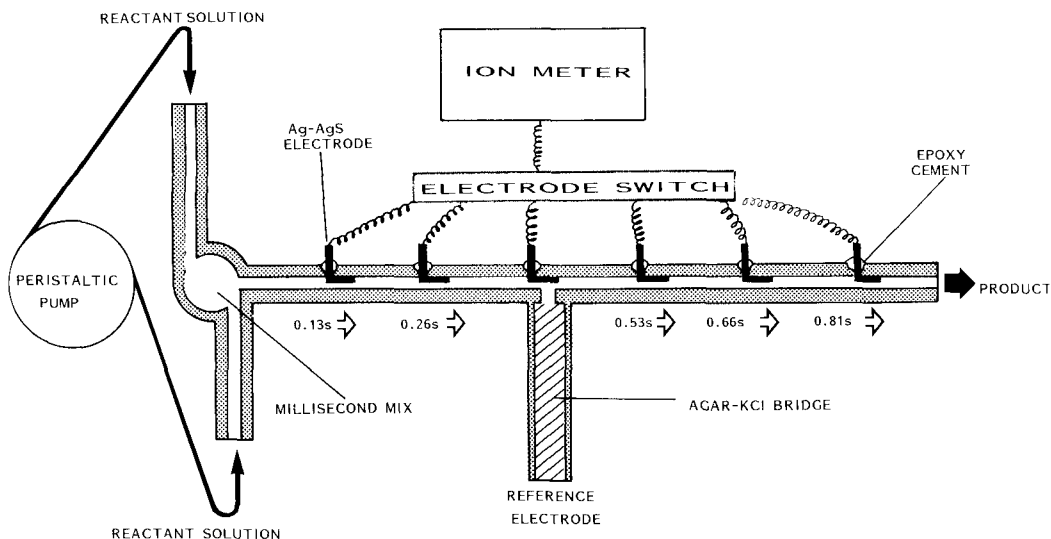 REACTANT SOLUTION
ION METER
Ag-AgS
ELECTRODE
EPOXY
CEMENT
ELECTRODE SWITCH
PERISTALTIC
PUMP
PRODUCT
0.13s
0.26s
0.53s
0.66s
0.81s
MILLISECOND MIX
AGAR-KCl BRIDGE
REFERENCE
ELECTRODE
REACTANT SOLUTION